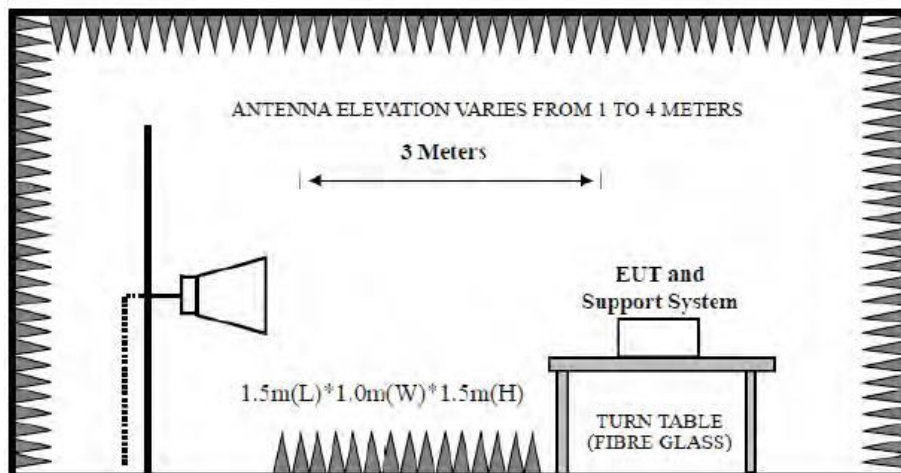 ANTENNA ELEVATION VARIES FROM 1 TO 4 METERS
3 Meters
EUT and
Support System
1.5m(L)*1.0m(W)*1.5m(H)
TURN TABLE
(FIBRE GLASS)